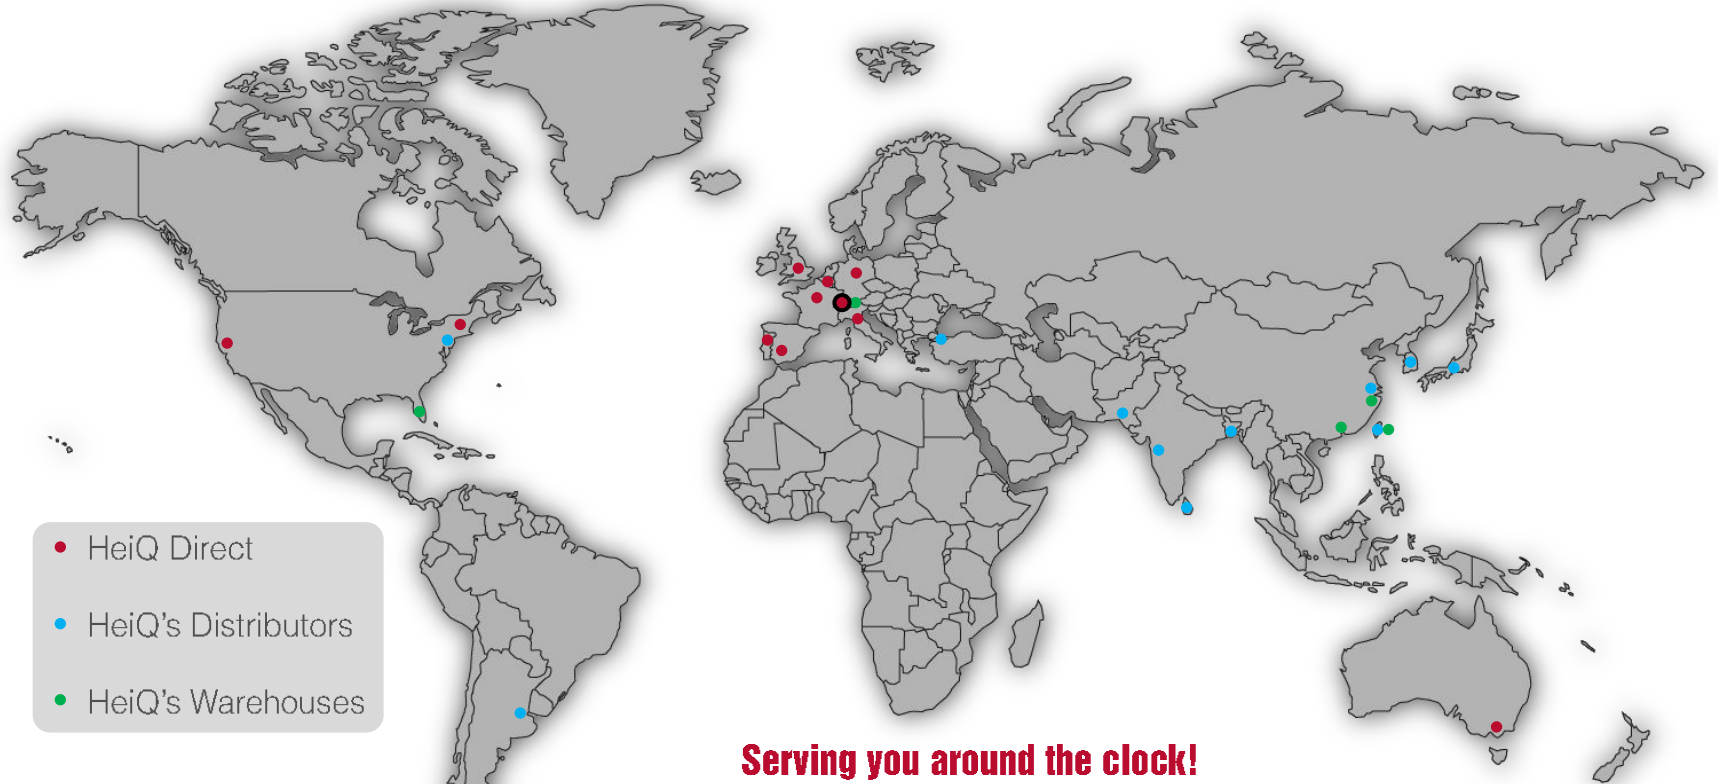 HeiQ Direct
HeiQ's Distributors
HeiQ's Warehouses
Serving you around the clock!